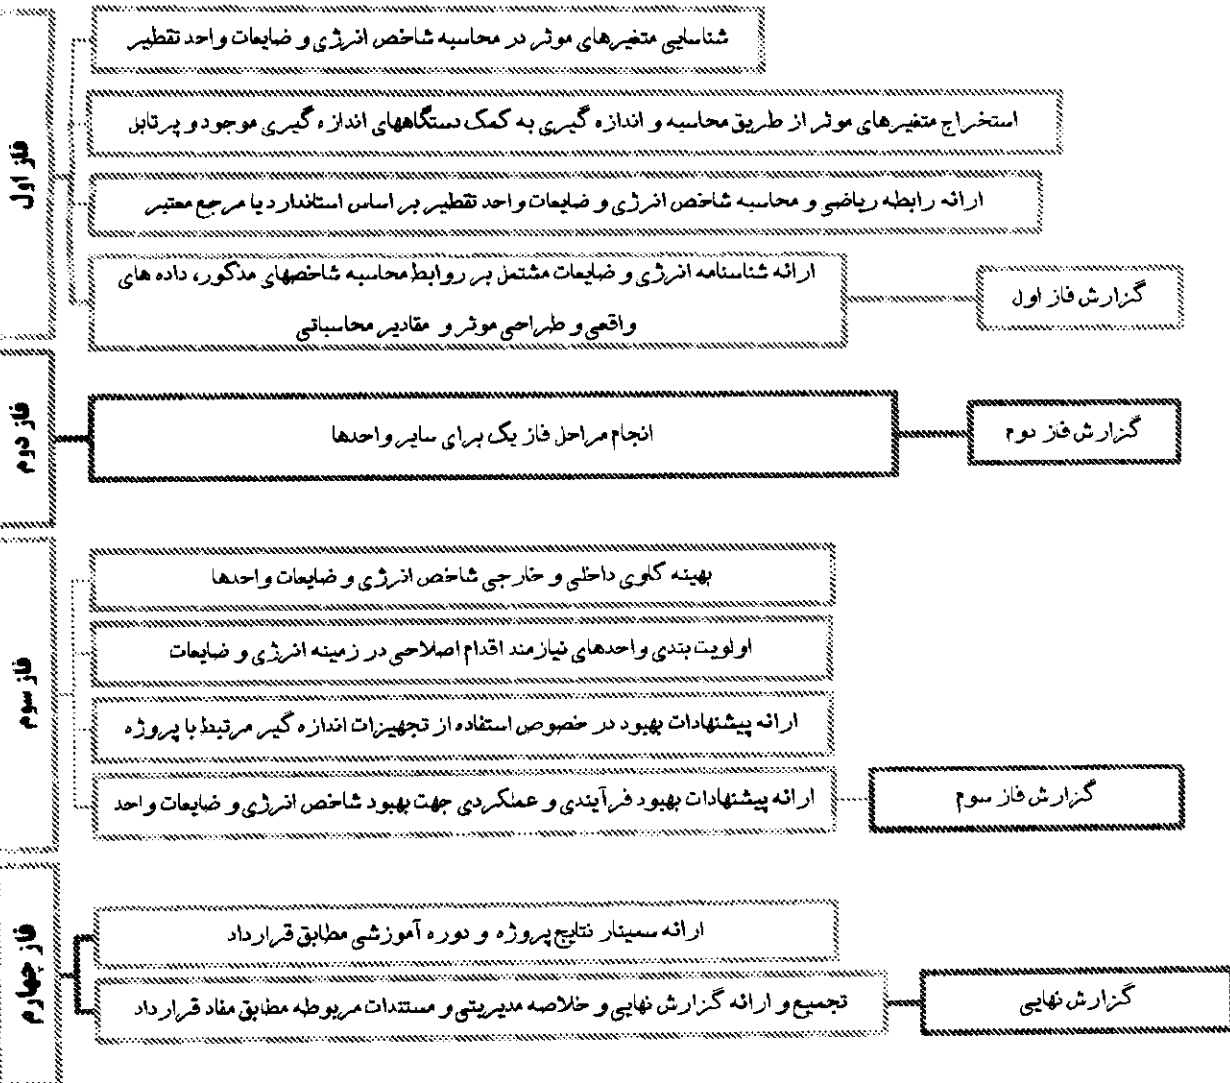 فاز اول
شناسایی متغیرهای موثر در محاسبه شاخص انرژی و ضایعات واحد تقطیر
استخراج متغیرهای موثر از طریق محاسبه و اندازه گیری به کمک دستگاههای اندازه گیری موجود و پرتابل
ارائه رابطه ریاضی و محاسبه شاخص انرژی و ضایعات واحد تقطیر بر اساس استاندارد یا مرجع معتبر
ارائه شناسنامه انرژی و ضایعات مشتمل بر روابط محاسبه شاخصهای مذکور، داده های
واقعی و طراحی موثر و مقادیر محاسباتی
گزارش فاز اول
فاز دوم
انجام مراحل فاز یک برای سایر واحدها
گزارش فاز دوم
فاز سوم
بهینه کاوی داخلی و خارجی شاخص انرژی و ضایعات واحدها
اولویت بندی واحدهای نیازمند اقدام اصلاحی در زمینه انرژی و ضایعات
ارائه پیشنهادات بهبود در خصوص استفاده از تجهیزات اندازه گیر مرتبط با پروژه
ارائه پیشنهادات بهبود فرآیندی و عملکردی جهت بهبود شاخص انرژی و ضایعات واحد
گزارش فاز سوم
فاز چهارم
ارائه سمینار نتایج پروژه و دوره آموزشی مطابق قرارداد
تجمیع و ارائه گزارش نهایی و خلاصه مدیریتی و مستندات مربوطه مطابق مفاد قرارداد
گزارش نهایی